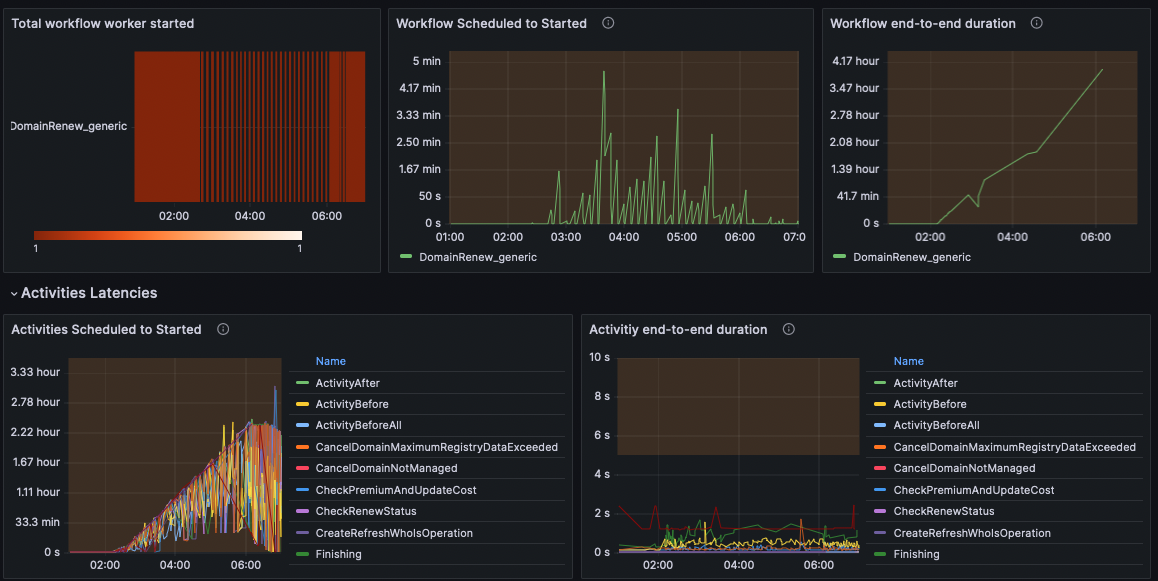 Total workflow worker started
DomainRenew_generic
02:00 04:00 06:00
1 1
Workflow Scheduled to Started
5 min
4.17 min
3.33 min
2.50 min
1.67 min
50 s
0 s
01:00 02:00 03:00 04:00 05:00 06:00 07:0
DomainRenew_generic
Workflow end-to-end duration
4.17 hour
3.47 hour
2.78 hour
2.08 hour
1.39 hour
41.7 min
0 s
02:00 04:00 06:00
DomainRenew_generic
Activities Latencies
Activities Scheduled to Started
3.33 hour
2.78 hour
2.22 hour
1.67 hour
1.11 hour
33.3 min
0 s
02:00 04:00 06:00
Name
ActivityAfter
ActivityBefore
ActivityBeforeAll
CancelDomainMaximumRegistryDataExceeded
CancelDomainNotManaged
CheckPremiumAndUpdateCost
CheckRenewStatus
CreateRefreshWhoIsOperation
Finishing
Activitiy end-to-end duration
10 s
8 s
6 s
4 s
2 s
0 s
02:00 04:00 06:00
Name
ActivityAfter
ActivityBefore
ActivityBeforeAll
CancelDomainMaximumRegistryDataExceeded
CancelDomainNotManaged
CheckPremiumAndUpdateCost
CheckRenewStatus
CreateRefreshWhoIsOperation
Finishing